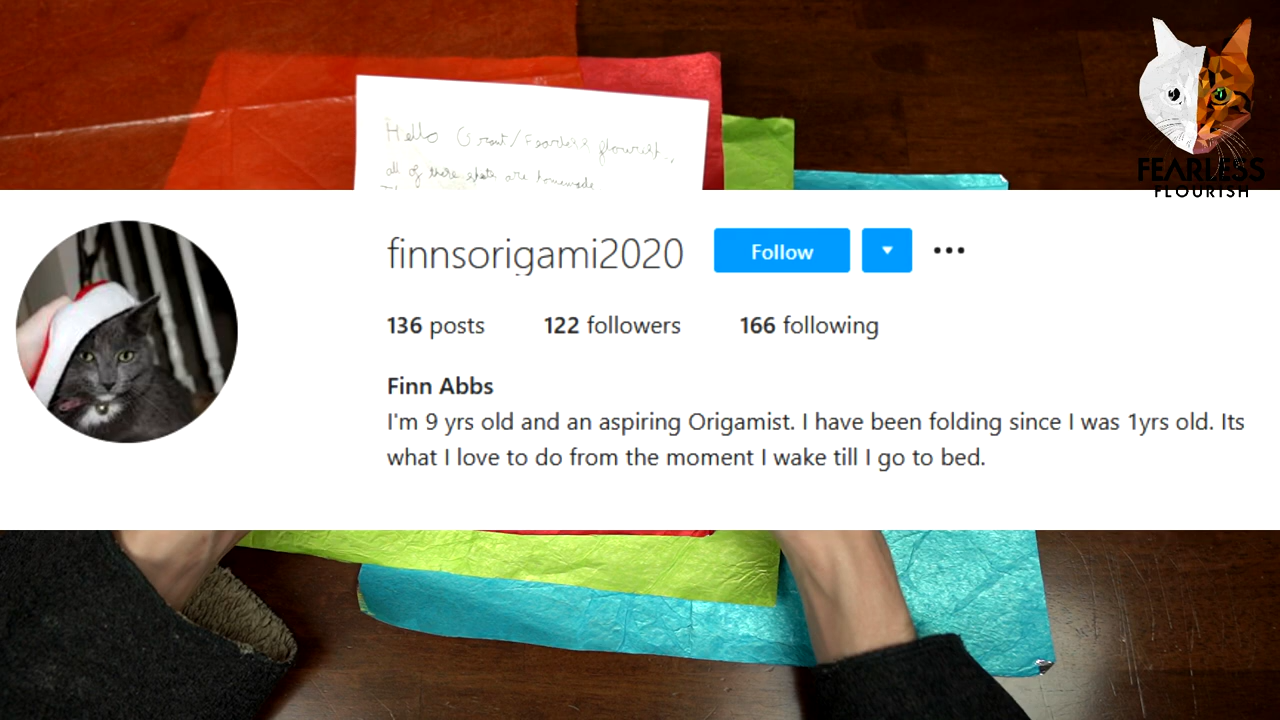 FEARLESS
FLOURISH
Hello Grant/Fearless flourish.,
all of these sheets are homemade
finnsorigami2020
Follow
136 posts 122 followers 166 following
Finn Abbs
I'm 9 yrs old and an aspiring Origamist. I have been folding since I was 1yrs old. Its
what I love to do from the moment I wake till I go to bed.